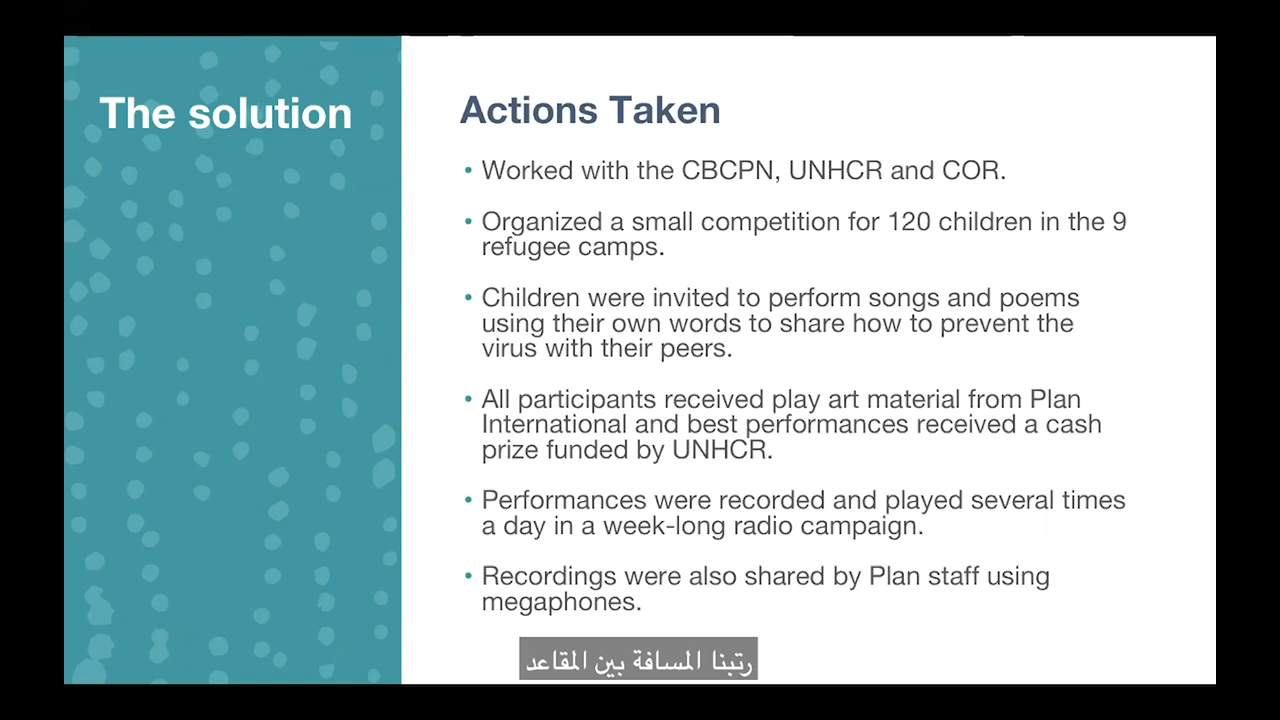 The solution
Actions Taken
• Worked with the CBCPN, UNHCR and COR.
• Organized a small competition for 120 children in the 9
refugee camps.
• Children were invited to perform songs and poems
using their own words to share how to prevent the
virus with their peers.
• All participants received play art material from Plan
International and best performances received a cash
prize funded by UNHCR.
• Performances were recorded and played several times
a day in a week-long radio campaign.
• Recordings were also shared by Plan staff using
megaphones.
رتبنا المسافة بين المقاعد